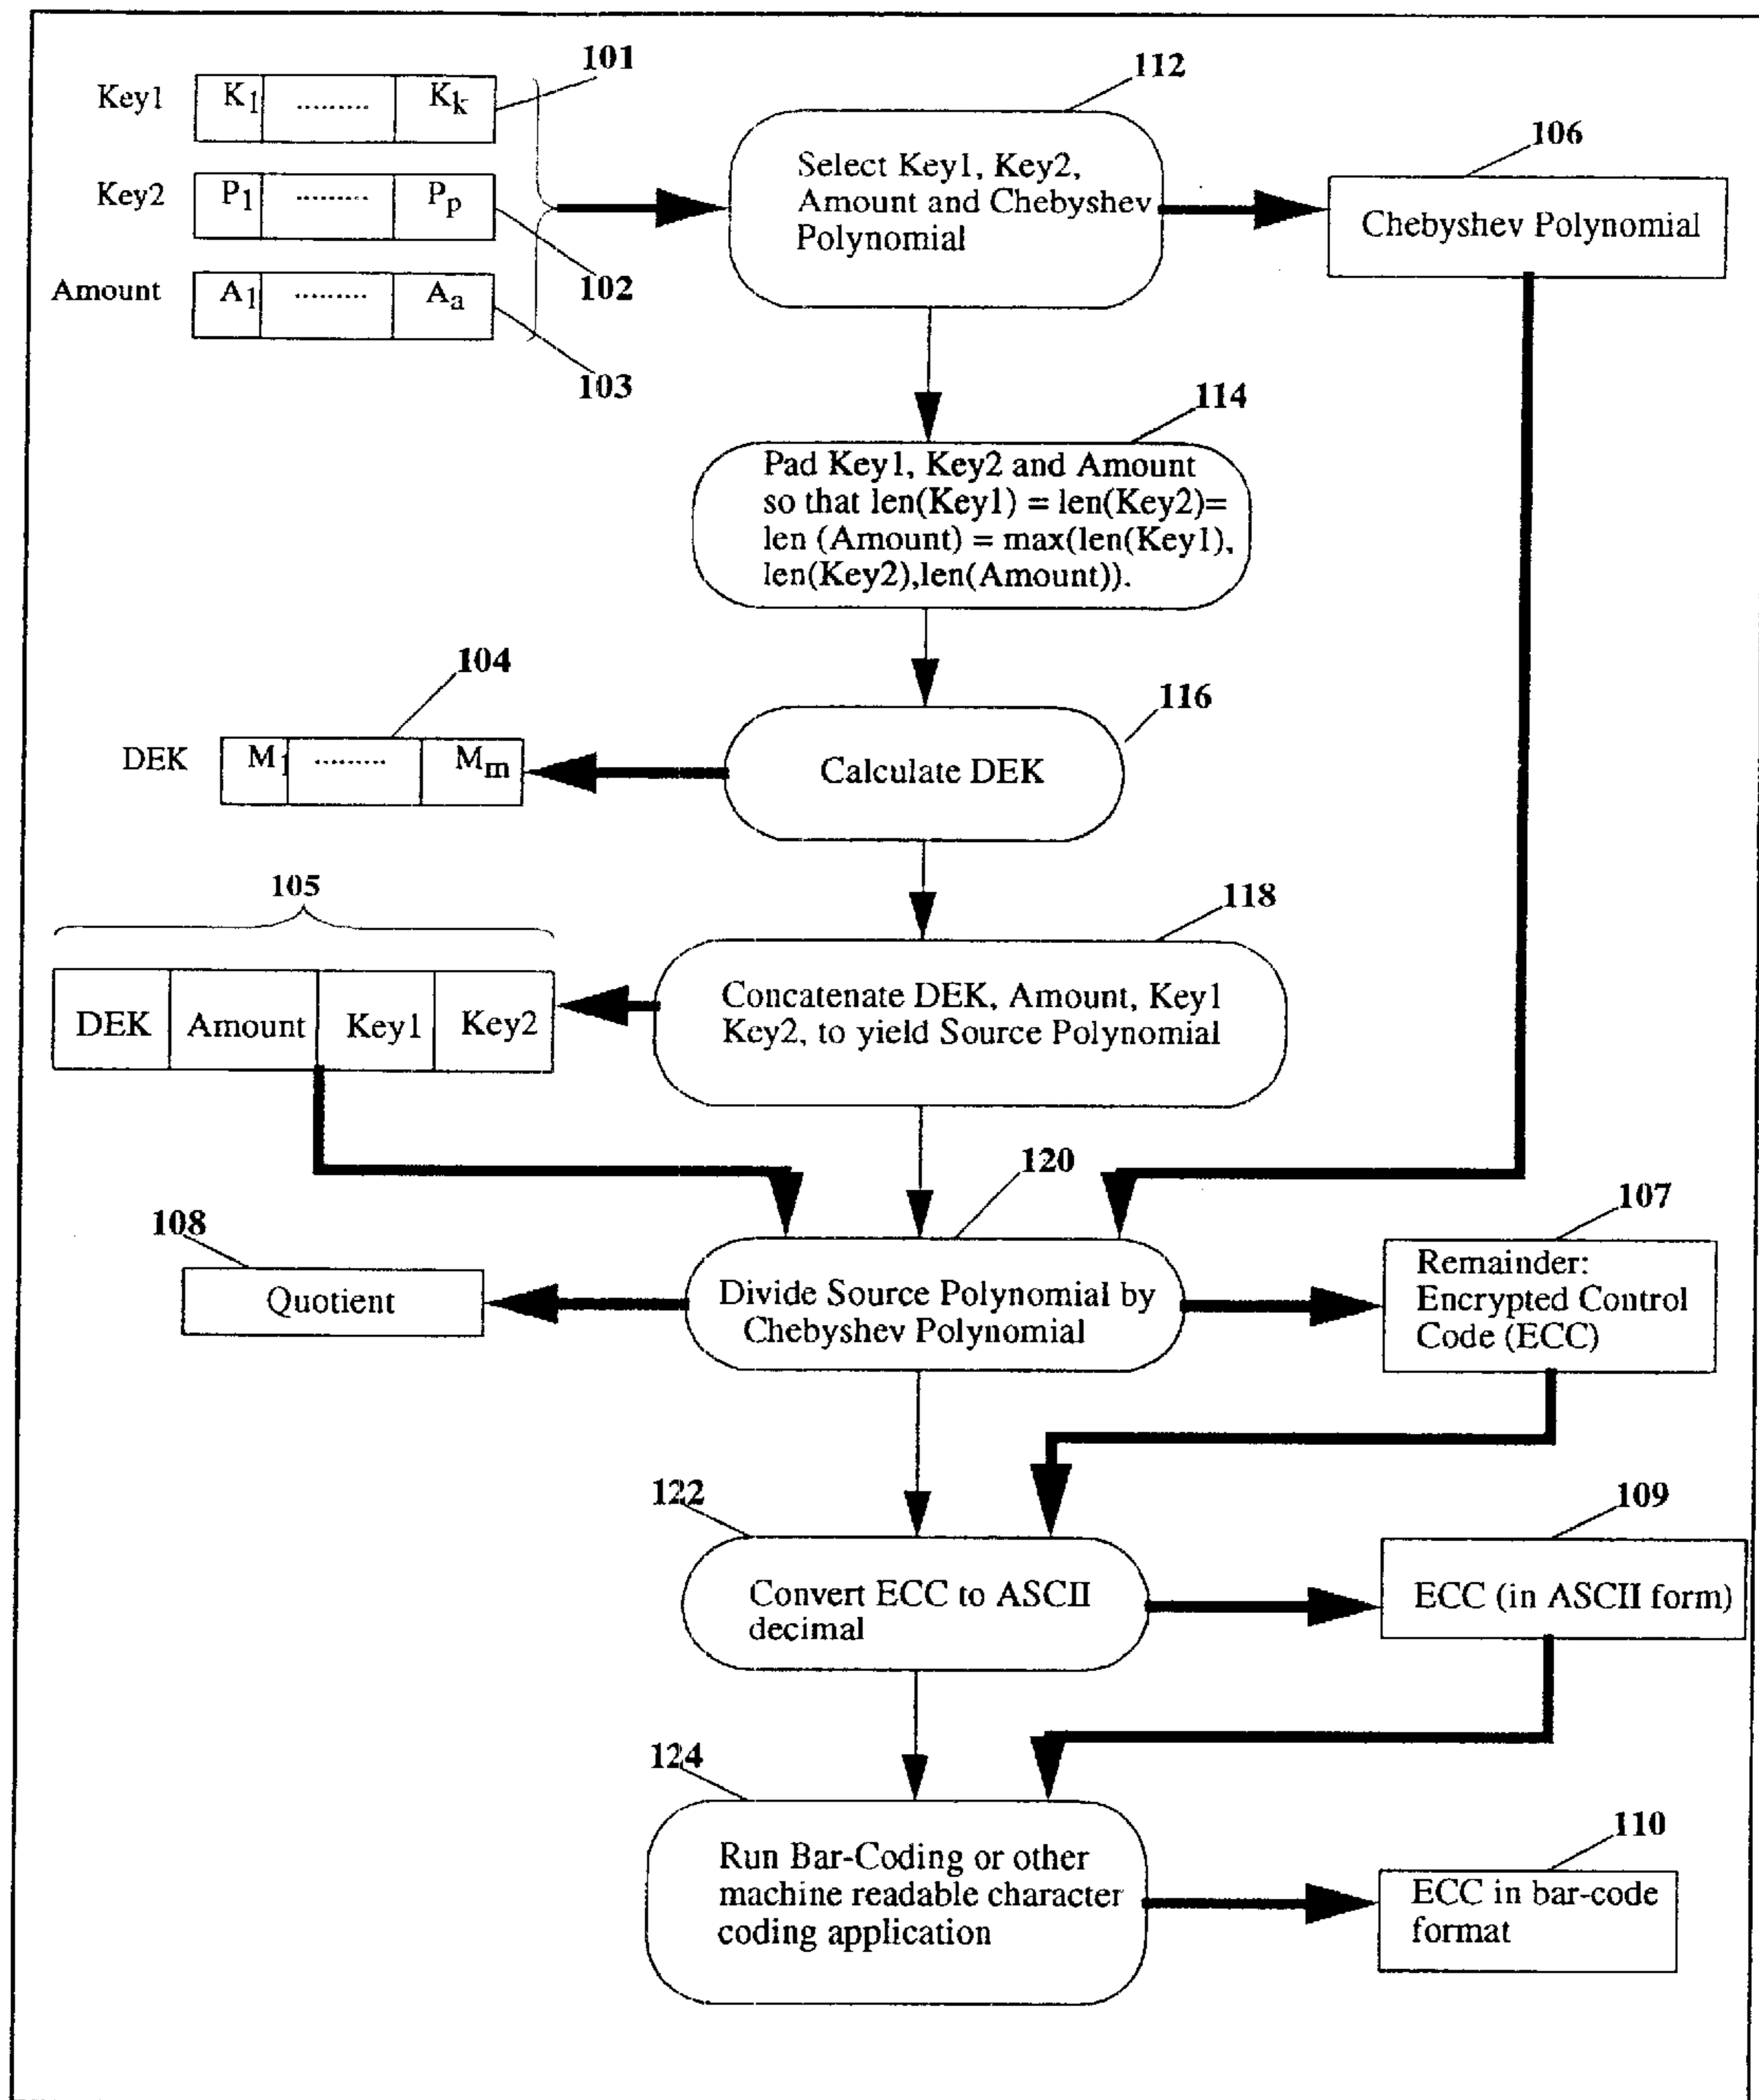 101
112
Key1 K1 ......... Kk
106
Select Key1, Key2,
Amount and Chebyshev
Polynomial
Key2 P1 ......... Pp
Chebyshev Polynomial
102
Amount A1 ......... Aa
103
114
Pad Key1, Key2 and Amount
so that len(Key1) = len(Key2)=
len (Amount) = max(len(Key1),
len(Key2),len(Amount)).
104
116
DEK M1 ......... Mm
Calculate DEK
105
118
Concatenate DEK, Amount, Key1
Key2, to yield Source Polynomial
DEK Amount Key1 Key2
120
107
108
Quotient
Divide Source Polynomial by
Chebyshev Polynomial
Remainder:
Encrypted Control
Code (ECC)
122
109
Convert ECC to ASCII
decimal
ECC (in ASCII form)
124
110
Run Bar-Coding or other
machine readable character
coding application
ECC in bar-code
format